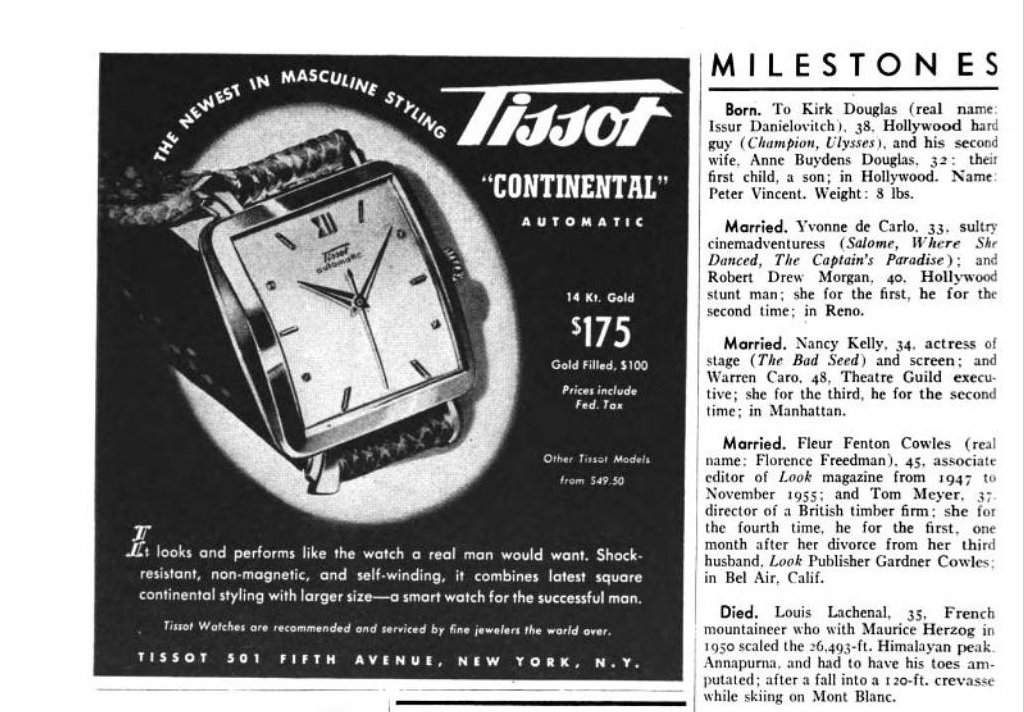 THE NEWEST IN MASCULINE STYLING
Tissot
"CONTINENTAL"
AUTOMATIC
XII
Tissot
automatic
14 Kt. Gold
$175
Gold Filled, $100
Prices include
Fed. Tax
Other Tissot Models
from $49.50
It looks and performs like the watch a real man would want. Shock-
resistant, non-magnetic, and self-winding, it combines latest square
continental styling with larger size—a smart watch for the successful man.
Tissot Watches are recommended and serviced by fine jewelers the world over.
TISSOT 501 FIFTH AVENUE, NEW YORK, N.Y.
MILESTONES
Born. To Kirk Douglas (real name:
Issur Danielovitch), 38, Hollywood hard
guy (Champion, Ulysses), and his second
wife, Anne Buydens Douglas, 32: their
first child, a son; in Hollywood. Name:
Peter Vincent. Weight: 8 lbs.
Married. Yvonne de Carlo, 33, sultry
cinemadventuress (Salome, Where She
Danced, The Captain's Paradise); and
Robert Drew Morgan, 40, Hollywood
stunt man; she for the first, he for the
second time; in Reno.
Married. Nancy Kelly, 34, actress of
stage (The Bad Seed) and screen; and
Warren Caro, 48, Theatre Guild execu-
tive; she for the third, he for the second
time; in Manhattan.
Married. Fleur Fenton Cowles (real
name: Florence Freedman), 45, associate
editor of Look magazine from 1947 to
November 1955; and Tom Meyer, 37,
director of a British timber firm; she for
the fourth time, he for the first, one
month after her divorce from her third
husband, Look Publisher Gardner Cowles;
in Bel Air, Calif.
Died. Louis Lachenal, 35, French
mountaineer who with Maurice Herzog in
1950 scaled the 26,493-ft. Himalayan peak,
Annapurna, and had to have his toes am-
putated; after a fall into a 120-ft. crevasse
while skiing on Mont Blanc.